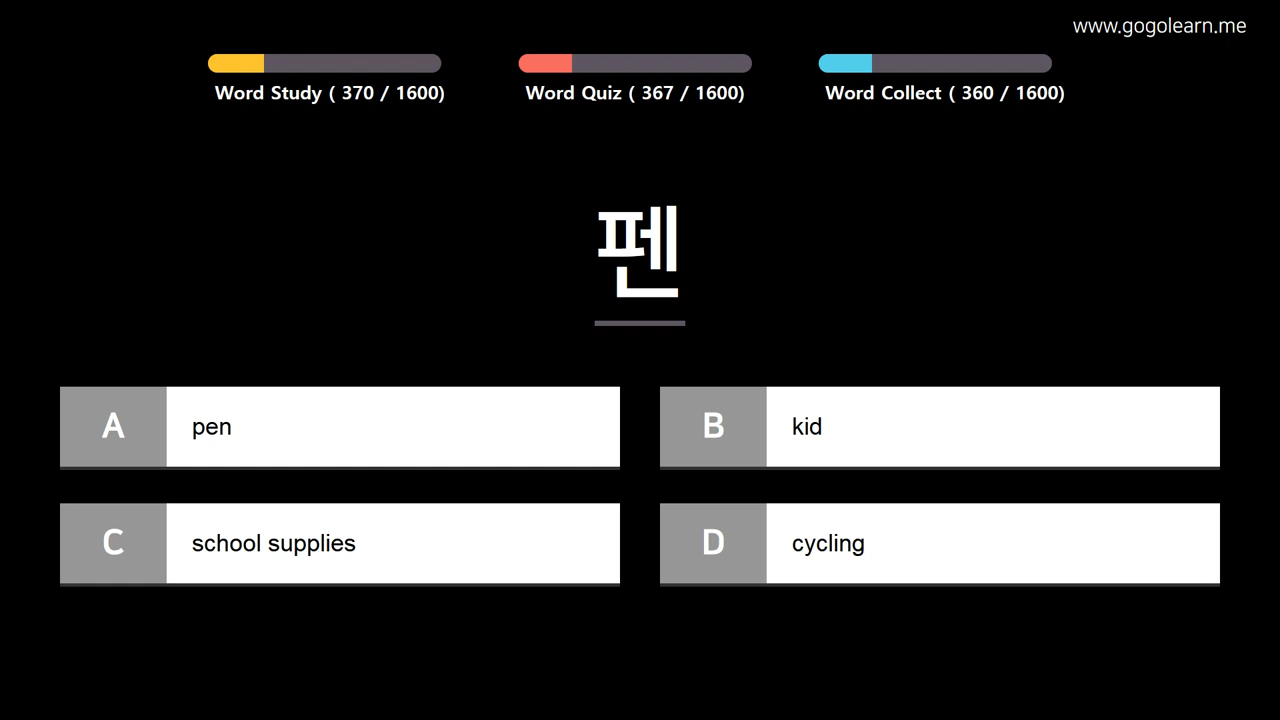 www.gogolearn.me
Word Study ( 370 / 1600)
Word Quiz ( 367 / 1600)
Word Collect ( 360 / 1600)
펜
A pen
B kid
C school supplies
D cycling